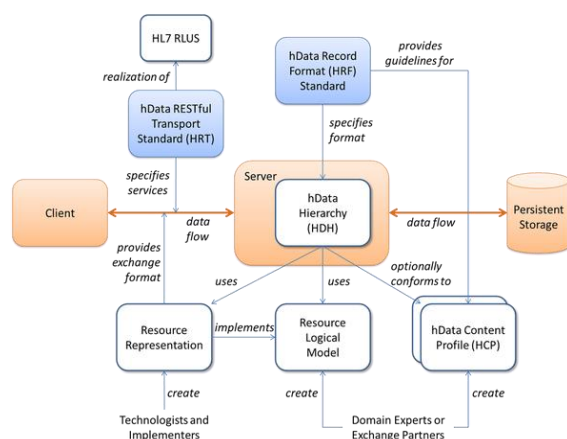 HL7 RLUS
realization of
hData RESTful
Transport
Standard (HRT)
specifies
services
hData Record
Format (HRF)
Standard
provides
guidelines for
specifies
format
Server
Client
data
flow
hData
Hierarchy
(HDH)
data flow
Persistent
Storage
provides
exchange
format
uses
uses
optionally
conforms to
Resource
Representation
implements
Resource
Logical
Model
hData Content
Profile (HCP)
create
create
create
Technologists and
Implementers
Domain Experts or
Exchange Partners